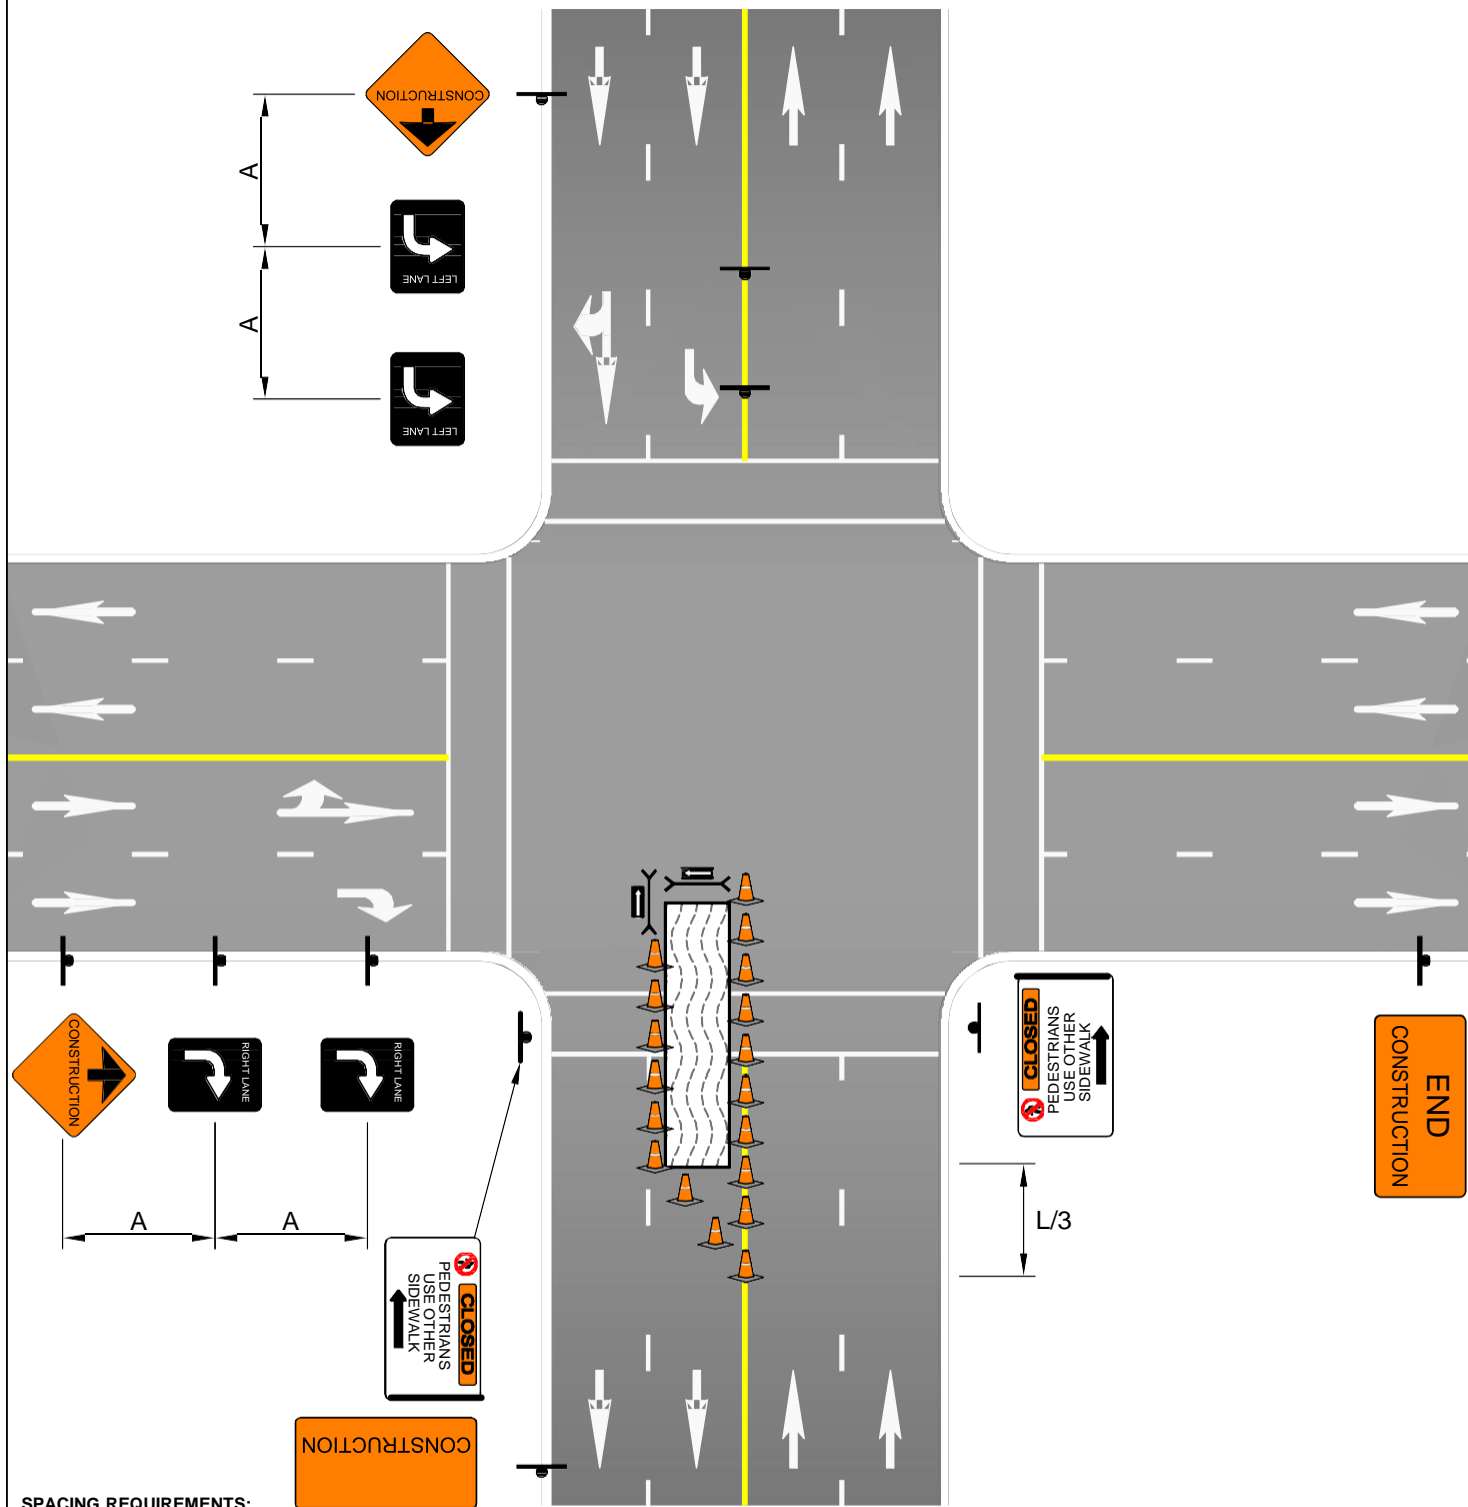 CONSTRUCTION
A
LEFT LANE
A
LEFT LANE
CONSTRUCTION
RIGHT LANE
RIGHT LANE
A
A
CLOSED
PEDESTRIANS
USE OTHER
SIDEWALK
CLOSED
PEDESTRIANS
USE OTHER
SIDEWALK
END
CONSTRUCTION
L/3
CONSTRUCTION
SPACING REQUIREMENTS: